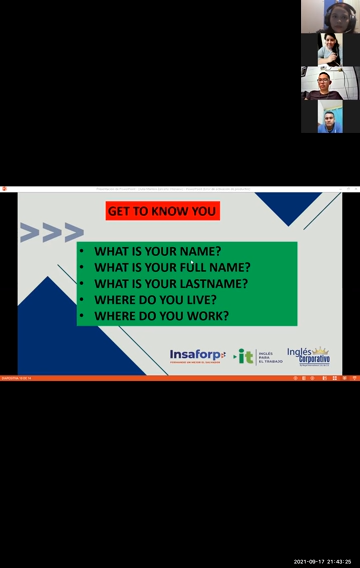 GET TO KNOW YOU
>>>
• WHAT IS YOUR NAME?
• WHAT IS YOUR FULL NAME?
• WHAT IS YOUR LASTNAME?
• WHERE DO YOU LIVE?
• WHERE DO YOU WORK?
Insaforp
it
INGLÉS
PARA
EL TRABAJO
Inglés
Corporativo
2021-09-17 21:43:25